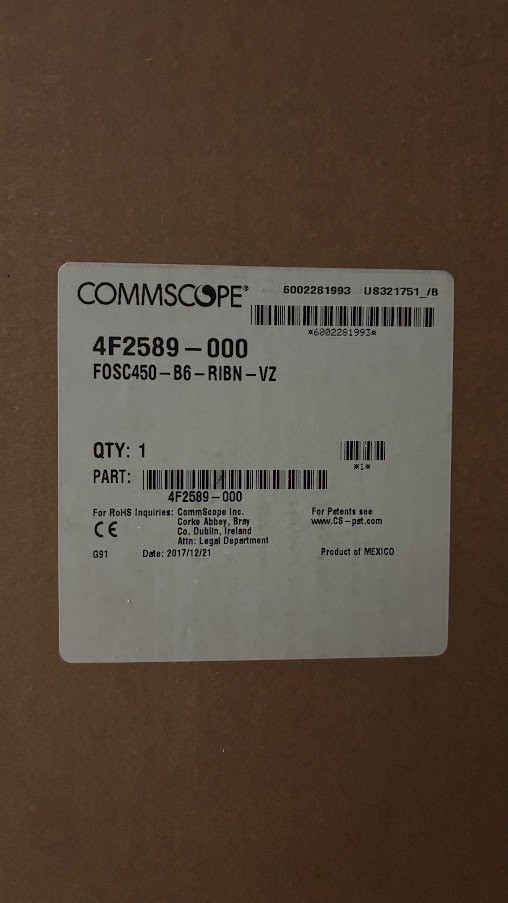 COMMSCOPE®
6002281993 US321751_/B
*6002281993*
4F2589-000
FOSC450-B6-RIBN-VZ
QTY: 1
*1*
PART:
4F2589-000
For RoHS Inquiries: CommScope Inc.
Corke Abbey, Bray
Co. Dublin, Ireland
Attn: Legal Department
For Patents see
www.CS-pat.com
CE
G91 Date: 2017/12/21 Product of MEXICO